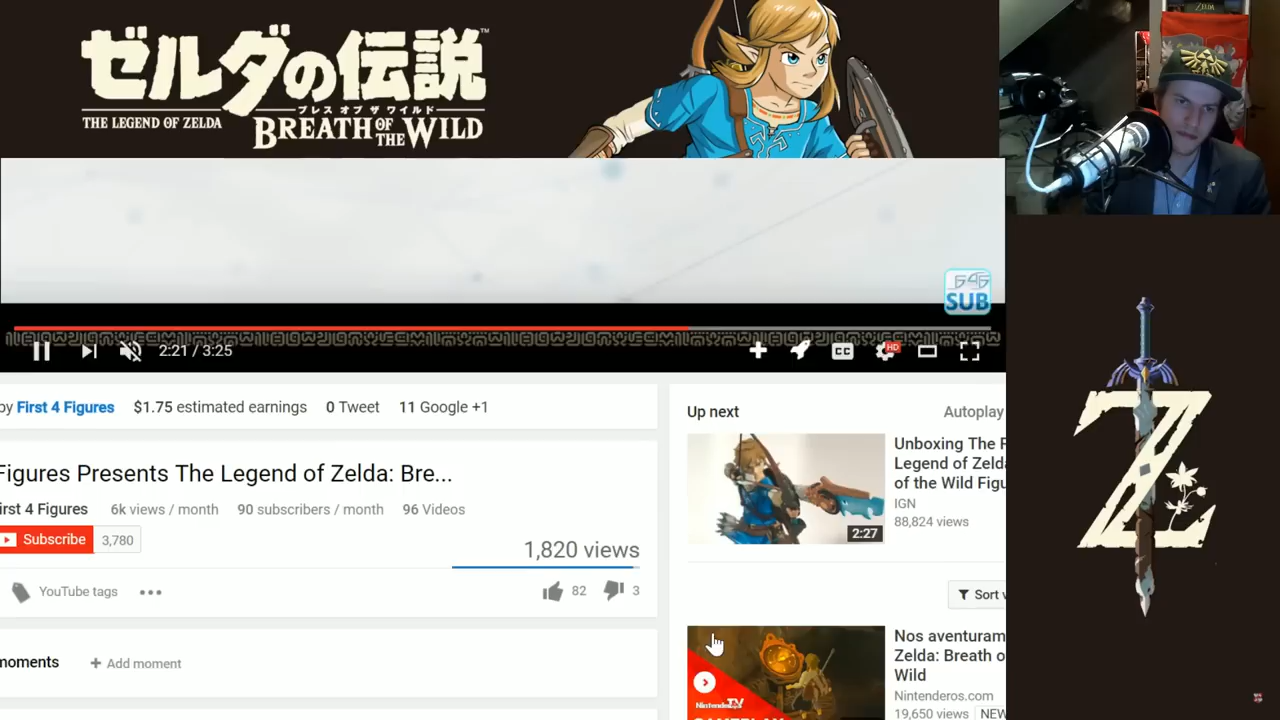 ゼルダの伝説™
ブレス オブ ザ ワイルド
THE LEGEND OF ZELDA
BREATH OF THE WILD
SUB
2:21 / 3:25
CC
HD
by First 4 Figures $1.75 estimated earnings 0 Tweet 11 Google +1
Figures Presents The Legend of Zelda: Bre...
irst 4 Figures 6k views / month 90 subscribers / month 96 Videos
Subscribe 3,780
1,820 views
YouTube tags
82 3
moments Add moment
Up next Autoplay
Unboxing The
Legend of Zeld
of the Wild Figu
IGN
88,824 views
2:27
Sort
Nos aventuram
Zelda: Breath o
Wild
Nintenderos.com
19,650 views NEW
Z